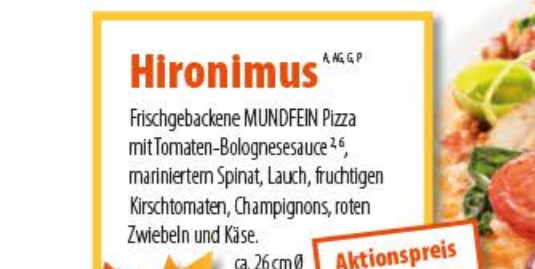 Hironimus A, AG, G, P
Frischgebackene MUNDFEIN Pizza
mit Tomaten-Bolognesesauce 2, 6,
mariniertem Spinat, Lauch, fruchtigen
Kirschtomaten, Champignons, roten
Zwiebeln und Käse.
ca. 26 cm Ø
Aktionspreis